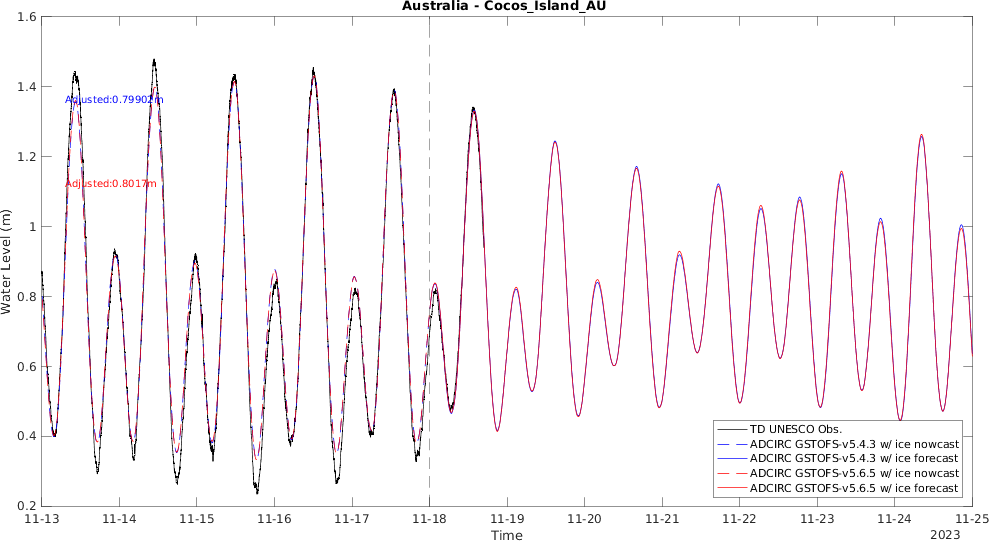 Australia - Cocos_Island_AU
1.6
1.4
1.2
1
0.8
0.6
0.4
0.2
Water Level (m)
Adjusted:0.79902m
Adjusted:0.8017m
TD UNESCO Obs.
ADCIRC GSTOFS-v5.4.3 w/ ice nowcast
ADCIRC GSTOFS-v5.4.3 w/ ice forecast
ADCIRC GSTOFS-v5.6.5 w/ ice nowcast
ADCIRC GSTOFS-v5.6.5 w/ ice forecast
11-13 11-14 11-15 11-16 11-17 11-18 11-19 11-20 11-21 11-22 11-23 11-24 11-25
Time
2023